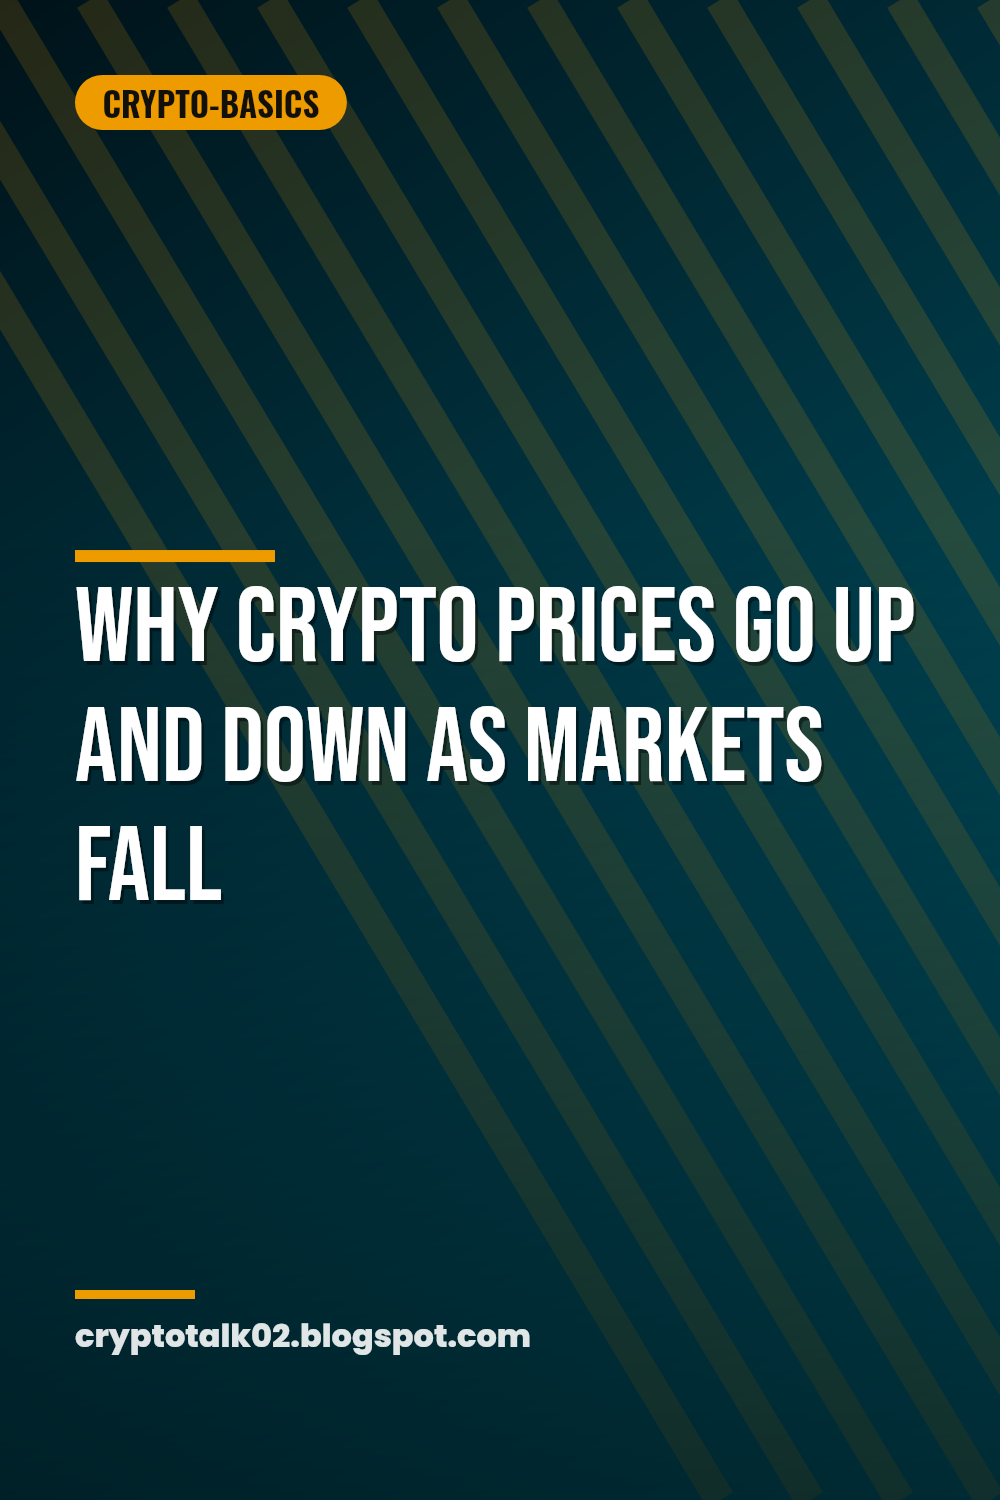 CRYPTO-BASICS
WHY CRYPTO PRICES GO UP
AND DOWN AS MARKETS
FALL
cryptotalk02.blogspot.com